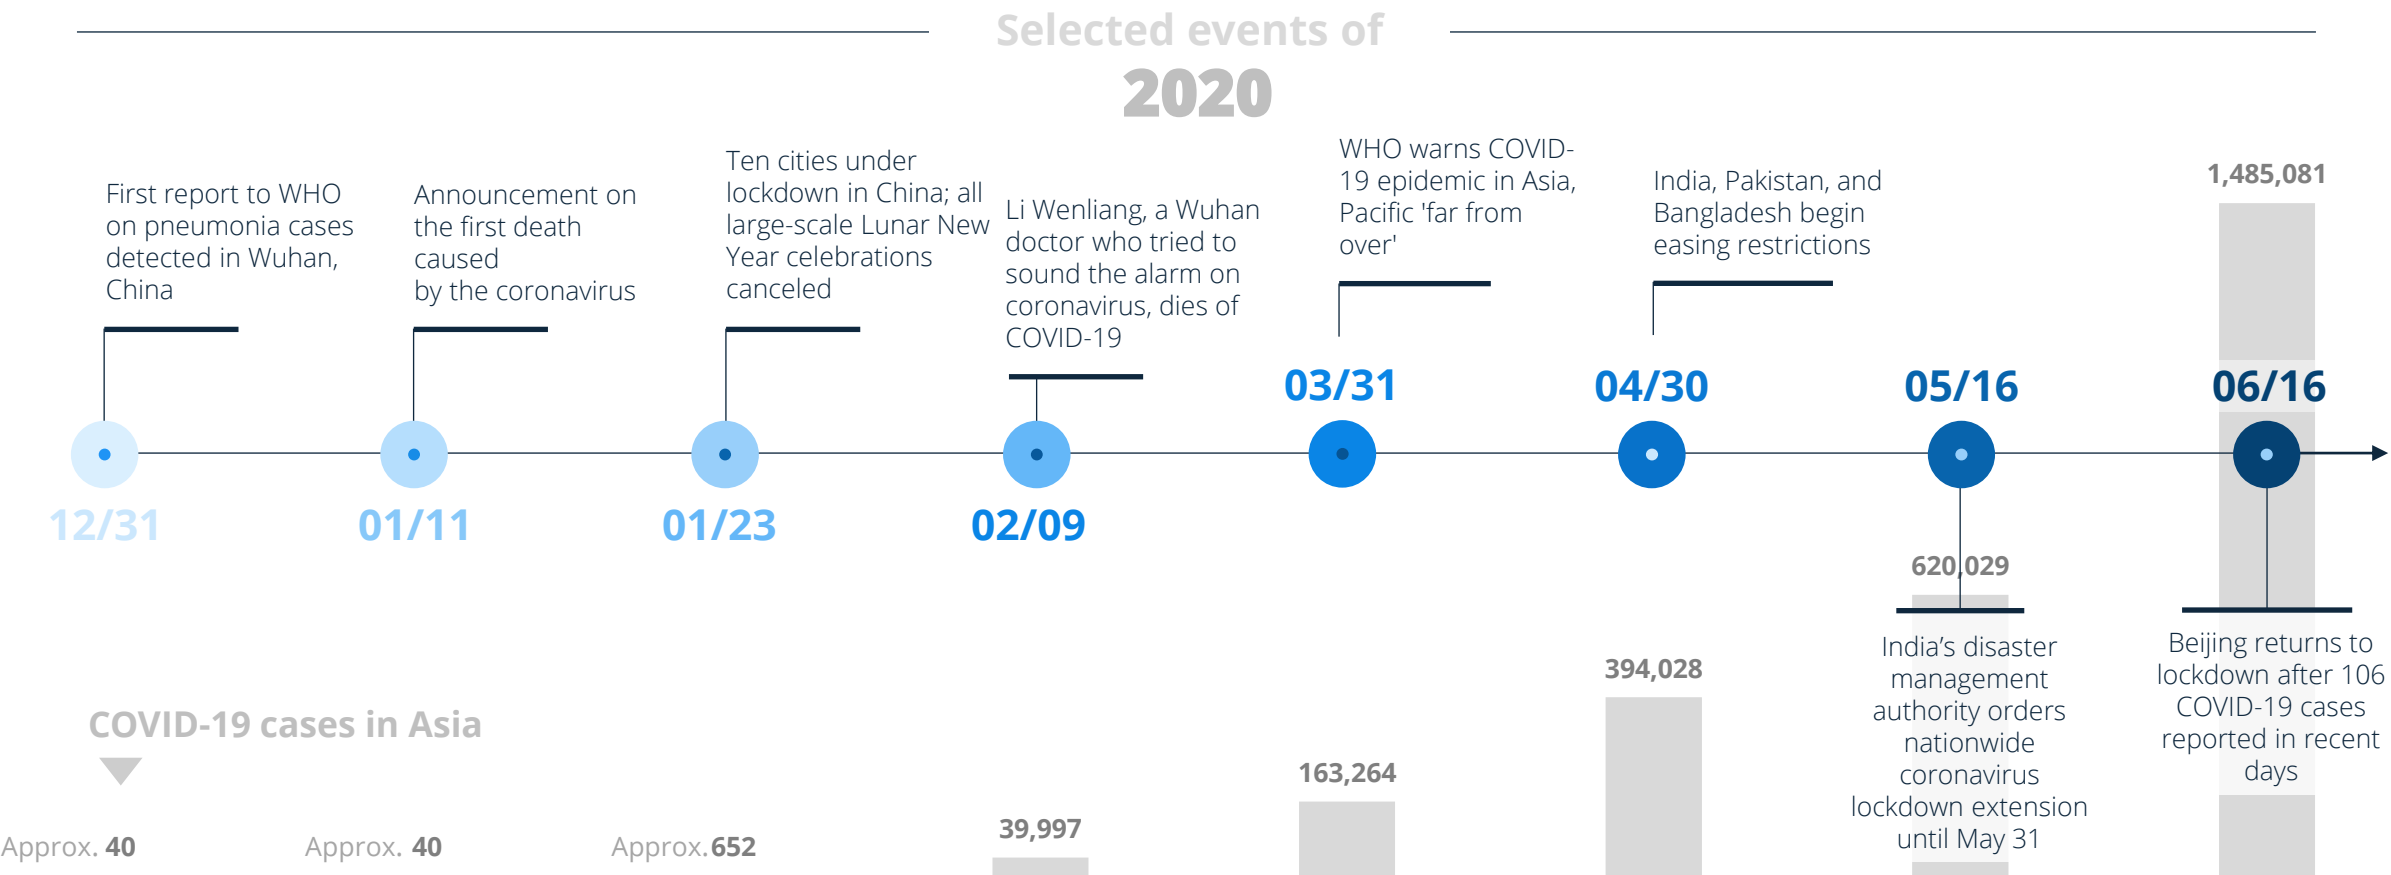 Selected events of
2020
First report to WHO
on pneumonia cases
detected in Wuhan,
China
Announcement on
the first death
caused
by the coronavirus
Ten cities under
lockdown in China; all
large-scale Lunar New
Year celebrations
canceled
Li Wenliang, a Wuhan
doctor who tried to
sound the alarm on
coronavirus, dies of
COVID-19
WHO warns COVID-
19 epidemic in Asia,
Pacific 'far from
over'
India, Pakistan, and
Bangladesh begin
easing restrictions
1,485,081
03/31
04/30
05/16
06/16
12/31
01/11
01/23
02/09
620,029
India’s disaster
management
authority orders
nationwide
coronavirus
lockdown extension
until May 31
Beijing returns to
lockdown after 106
COVID-19 cases
reported in recent
days
COVID-19 cases in Asia
Approx. 40
Approx. 40
Approx. 652
39,997
163,264
394,028